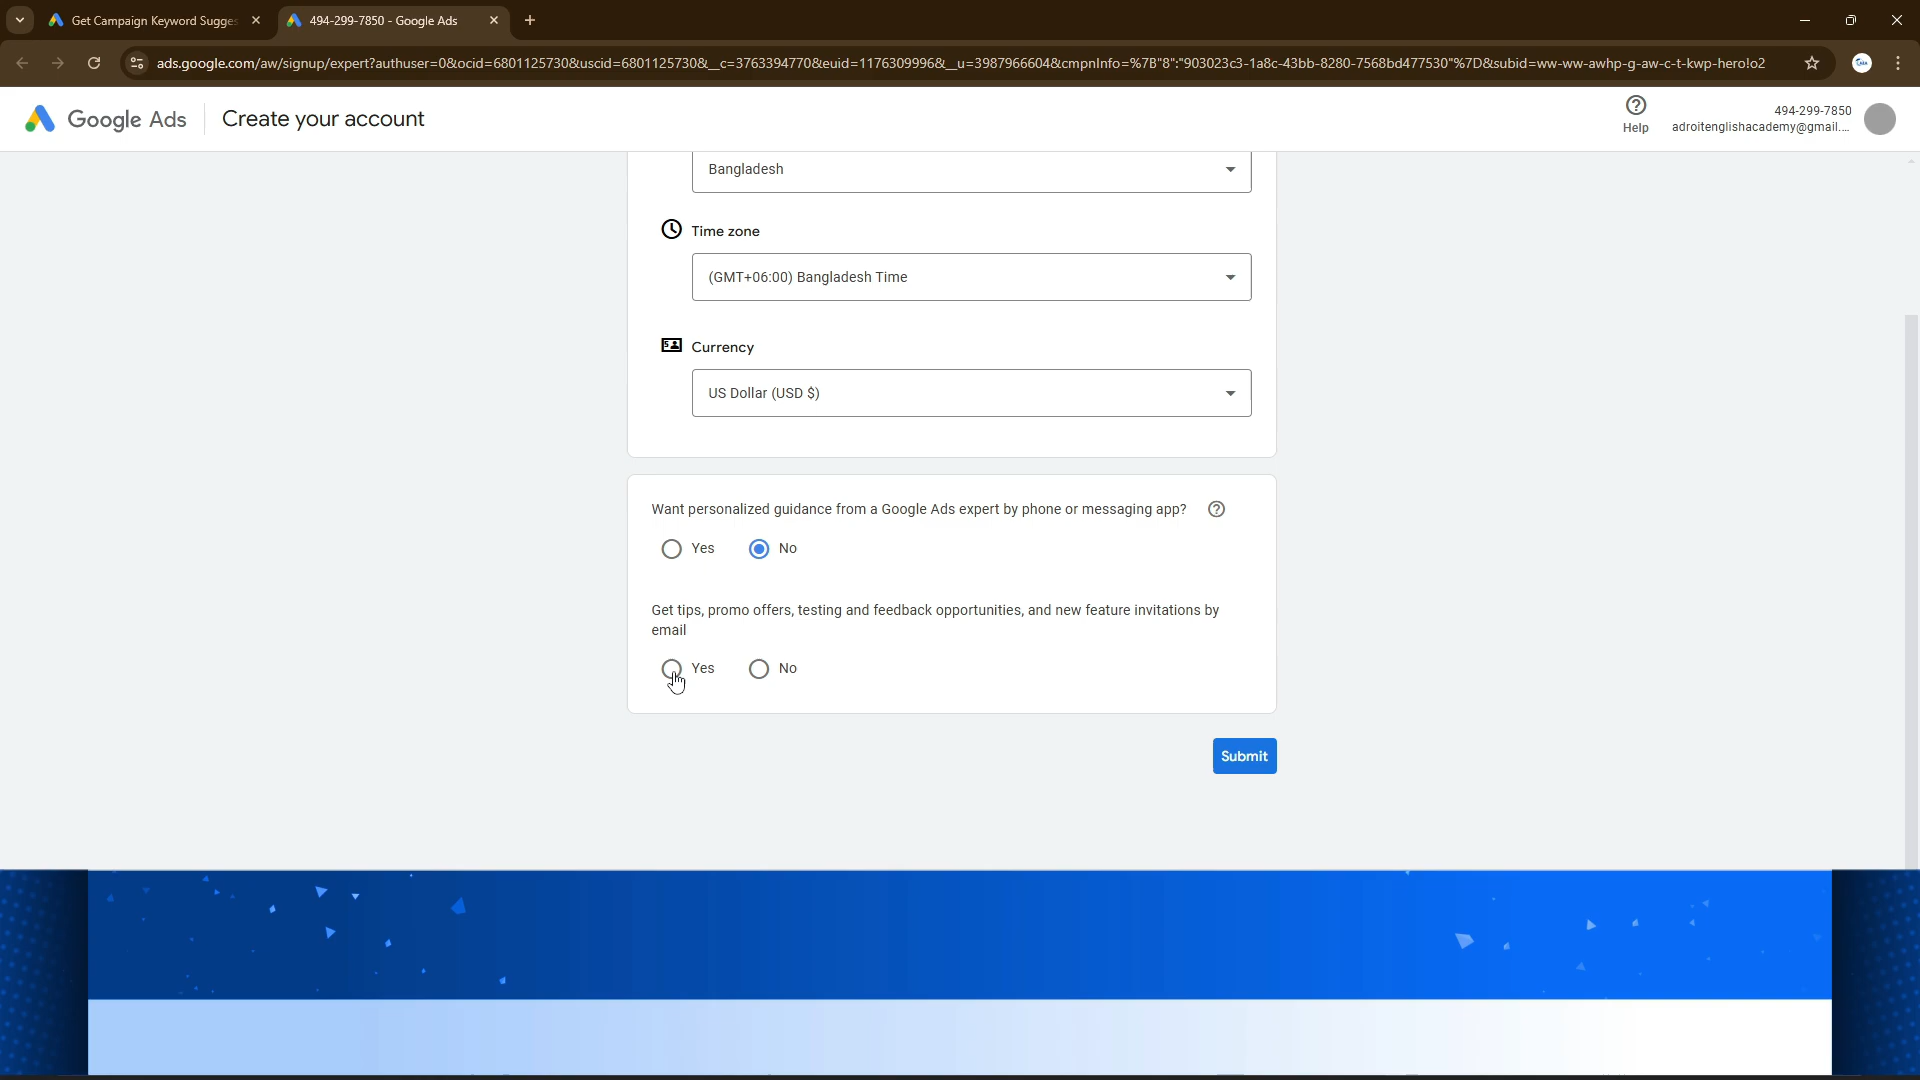 Get Campaign Keyword Sugges
494-299-7850 - Google Ads
ads.google.com/aw/signup/expert?authuser=0&ocid=6801125730&uscid=6801125730&__c=3763394770&euid=1176309996&__u=3987966604&cmpnInfo=%7B"8":"903023c3-1a8c-43bb-8280-7568bd477530"%7D&subid=ww-ww-awhp-g-aw-c-t-kwp-hero!o2
Google Ads
Create your account
Help
494-299-7850
adroitenglishacademy@gmail....
Bangladesh
Time zone
(GMT+06:00) Bangladesh Time
Currency
US Dollar (USD $)
Want personalized guidance from a Google Ads expert by phone or messaging app?
Yes No
Get tips, promo offers, testing and feedback opportunities, and new feature invitations by
email
Yes No
Submit